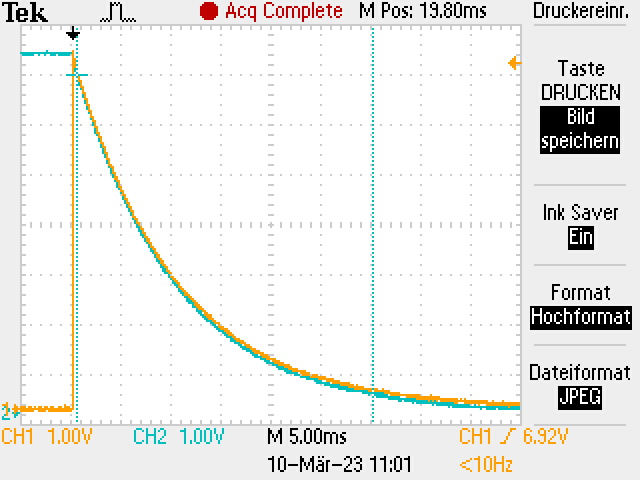 Tek Acq Complete M Pos: 19.80ms Druckereinr.
Taste
DRUCKEN
Bild
speichern
Ink Saver
Ein
Format
Hochformat
Dateiformat
JPEG
2
CH1 1.00V CH2 1.00V M 5.00ms CH1 6.92V
10-Mär-23 11:01 <10Hz